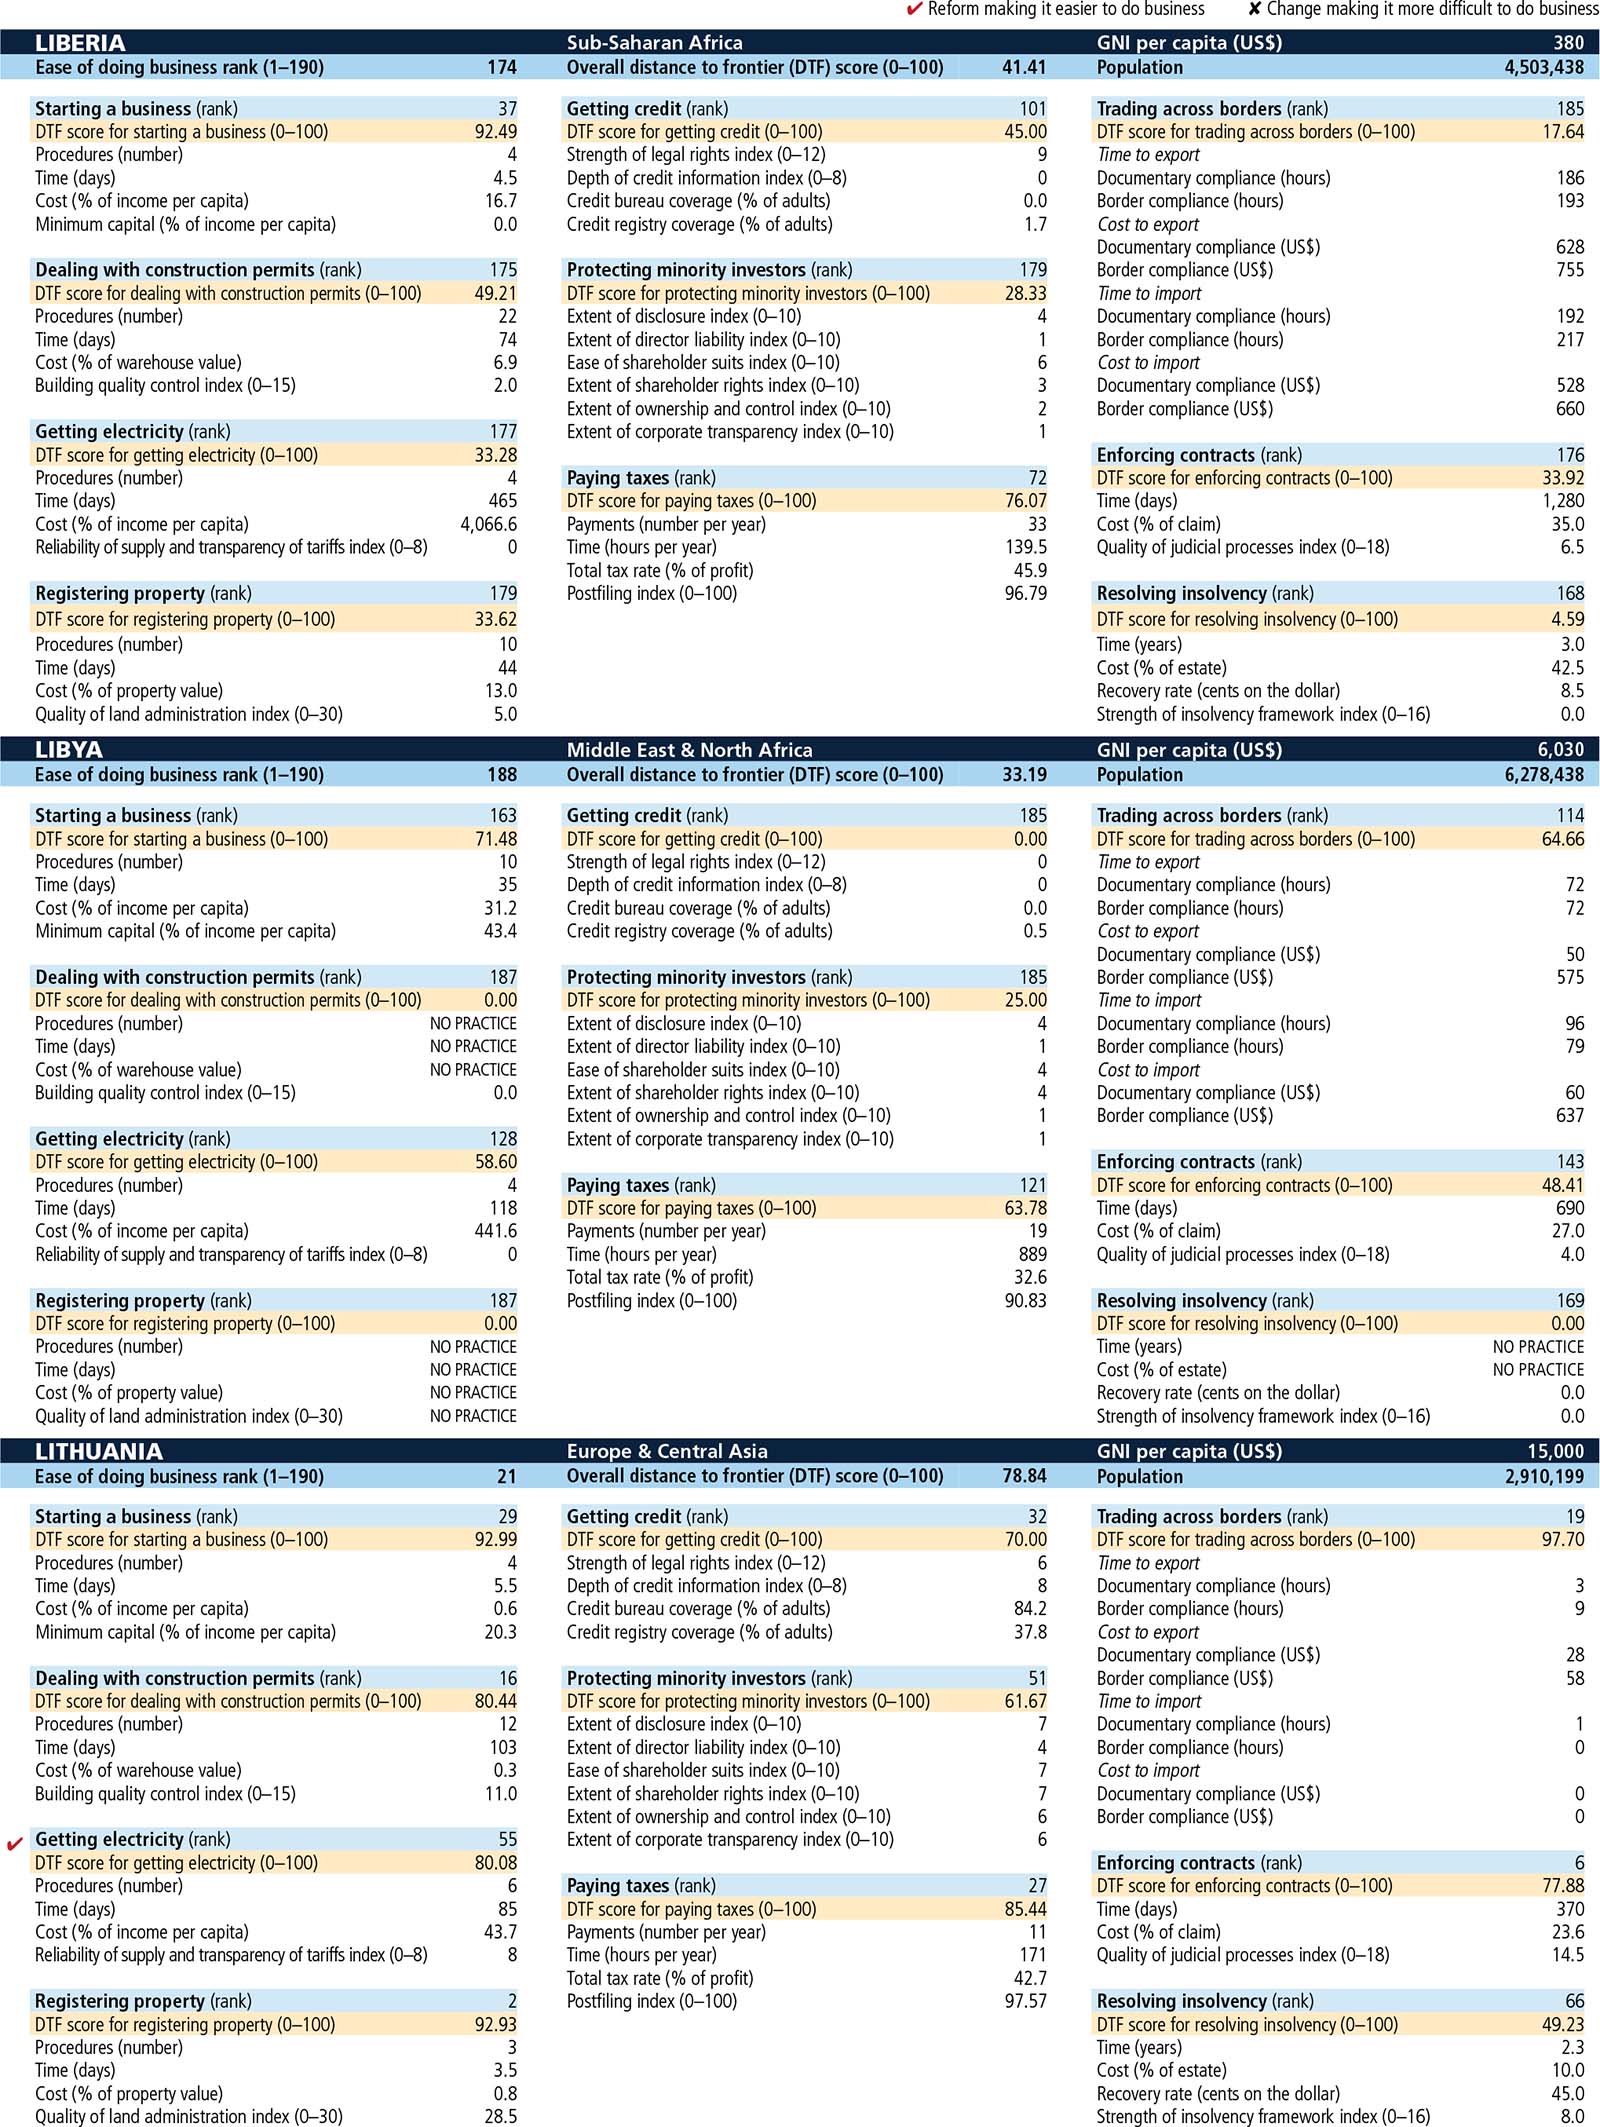 ✔ Reform making it easier to do business ✘ Change making it more difficult to do business
LIBERIA Sub-Saharan Africa GNI per capita (US$) 380
Ease of doing business rank (1–190) 174 Overall distance to frontier (DTF) score (0–100) 41.41 Population 4,503,438
Starting a business (rank) 37
DTF score for starting a business (0–100) 92.49
Procedures (number) 4
Time (days) 4.5
Cost (% of income per capita) 16.7
Minimum capital (% of income per capita) 0.0
Dealing with construction permits (rank) 175
DTF score for dealing with construction permits (0–100) 49.21
Procedures (number) 22
Time (days) 74
Cost (% of warehouse value) 6.9
Building quality control index (0–15) 2.0
Getting electricity (rank) 177
DTF score for getting electricity (0–100) 33.28
Procedures (number) 4
Time (days) 465
Cost (% of income per capita) 4,066.6
Reliability of supply and transparency of tariffs index (0–8) 0
Registering property (rank) 179
DTF score for registering property (0–100) 33.62
Procedures (number) 10
Time (days) 44
Cost (% of property value) 13.0
Quality of land administration index (0–30) 5.0
Getting credit (rank) 101
DTF score for getting credit (0–100) 45.00
Strength of legal rights index (0–12) 9
Depth of credit information index (0–8) 0
Credit bureau coverage (% of adults) 0.0
Credit registry coverage (% of adults) 1.7
Protecting minority investors (rank) 179
DTF score for protecting minority investors (0–100) 28.33
Extent of disclosure index (0–10) 4
Extent of director liability index (0–10) 1
Ease of shareholder suits index (0–10) 6
Extent of shareholder rights index (0–10) 3
Extent of ownership and control index (0–10) 2
Extent of corporate transparency index (0–10) 1
Paying taxes (rank) 72
DTF score for paying taxes (0–100) 76.07
Payments (number per year) 33
Time (hours per year) 139.5
Total tax rate (% of profit) 45.9
Postfiling index (0–100) 96.79
Trading across borders (rank) 185
DTF score for trading across borders (0–100) 17.64
Time to export
Documentary compliance (hours) 186
Border compliance (hours) 193
Cost to export
Documentary compliance (US$) 628
Border compliance (US$) 755
Time to import
Documentary compliance (hours) 192
Border compliance (hours) 217
Cost to import
Documentary compliance (US$) 528
Border compliance (US$) 660
Enforcing contracts (rank) 176
DTF score for enforcing contracts (0–100) 33.92
Time (days) 1,280
Cost (% of claim) 35.0
Quality of judicial processes index (0–18) 6.5
Resolving insolvency (rank) 168
DTF score for resolving insolvency (0–100) 4.59
Time (years) 3.0
Cost (% of estate) 42.5
Recovery rate (cents on the dollar) 8.5
Strength of insolvency framework index (0–16) 0.0
LIBYA Middle East & North Africa GNI per capita (US$) 6,030
Ease of doing business rank (1–190) 188 Overall distance to frontier (DTF) score (0–100) 33.19 Population 6,278,438
Starting a business (rank) 163
DTF score for starting a business (0–100) 71.48
Procedures (number) 10
Time (days) 35
Cost (% of income per capita) 31.2
Minimum capital (% of income per capita) 43.4
Dealing with construction permits (rank) 187
DTF score for dealing with construction permits (0–100) 0.00
Procedures (number) NO PRACTICE
Time (days) NO PRACTICE
Cost (% of warehouse value) NO PRACTICE
Building quality control index (0–15) 0.0
Getting electricity (rank) 128
DTF score for getting electricity (0–100) 58.60
Procedures (number) 4
Time (days) 118
Cost (% of income per capita) 441.6
Reliability of supply and transparency of tariffs index (0–8) 0
Registering property (rank) 187
DTF score for registering property (0–100) 0.00
Procedures (number) NO PRACTICE
Time (days) NO PRACTICE
Cost (% of property value) NO PRACTICE
Quality of land administration index (0–30) NO PRACTICE
Getting credit (rank) 185
DTF score for getting credit (0–100) 0.00
Strength of legal rights index (0–12) 0
Depth of credit information index (0–8) 0
Credit bureau coverage (% of adults) 0.0
Credit registry coverage (% of adults) 0.5
Protecting minority investors (rank) 185
DTF score for protecting minority investors (0–100) 25.00
Extent of disclosure index (0–10) 4
Extent of director liability index (0–10) 1
Ease of shareholder suits index (0–10) 4
Extent of shareholder rights index (0–10) 4
Extent of ownership and control index (0–10) 1
Extent of corporate transparency index (0–10) 1
Paying taxes (rank) 121
DTF score for paying taxes (0–100) 63.78
Payments (number per year) 19
Time (hours per year) 889
Total tax rate (% of profit) 32.6
Postfiling index (0–100) 90.83
Trading across borders (rank) 114
DTF score for trading across borders (0–100) 64.66
Time to export
Documentary compliance (hours) 72
Border compliance (hours) 72
Cost to export
Documentary compliance (US$) 50
Border compliance (US$) 575
Time to import
Documentary compliance (hours) 96
Border compliance (hours) 79
Cost to import
Documentary compliance (US$) 60
Border compliance (US$) 637
Enforcing contracts (rank) 143
DTF score for enforcing contracts (0–100) 48.41
Time (days) 690
Cost (% of claim) 27.0
Quality of judicial processes index (0–18) 4.0
Resolving insolvency (rank) 169
DTF score for resolving insolvency (0–100) 0.00
Time (years) NO PRACTICE
Cost (% of estate) NO PRACTICE
Recovery rate (cents on the dollar) 0.0
Strength of insolvency framework index (0–16) 0.0
LITHUANIA Europe & Central Asia GNI per capita (US$) 15,000
Ease of doing business rank (1–190) 21 Overall distance to frontier (DTF) score (0–100) 78.84 Population 2,910,199
Starting a business (rank) 29
DTF score for starting a business (0–100) 92.99
Procedures (number) 4
Time (days) 5.5
Cost (% of income per capita) 0.6
Minimum capital (% of income per capita) 20.3
Dealing with construction permits (rank) 16
DTF score for dealing with construction permits (0–100) 80.44
Procedures (number) 12
Time (days) 103
Cost (% of warehouse value) 0.3
Building quality control index (0–15) 11.0
✔ Getting electricity (rank) 55
DTF score for getting electricity (0–100) 80.08
Procedures (number) 6
Time (days) 85
Cost (% of income per capita) 43.7
Reliability of supply and transparency of tariffs index (0–8) 8
Registering property (rank) 2
DTF score for registering property (0–100) 92.93
Procedures (number) 3
Time (days) 3.5
Cost (% of property value) 0.8
Quality of land administration index (0–30) 28.5
Getting credit (rank) 32
DTF score for getting credit (0–100) 70.00
Strength of legal rights index (0–12) 6
Depth of credit information index (0–8) 8
Credit bureau coverage (% of adults) 84.2
Credit registry coverage (% of adults) 37.8
Protecting minority investors (rank) 51
DTF score for protecting minority investors (0–100) 61.67
Extent of disclosure index (0–10) 7
Extent of director liability index (0–10) 4
Ease of shareholder suits index (0–10) 7
Extent of shareholder rights index (0–10) 7
Extent of ownership and control index (0–10) 6
Extent of corporate transparency index (0–10) 6
Paying taxes (rank) 27
DTF score for paying taxes (0–100) 85.44
Payments (number per year) 11
Time (hours per year) 171
Total tax rate (% of profit) 42.7
Postfiling index (0–100) 97.57
Trading across borders (rank) 19
DTF score for trading across borders (0–100) 97.70
Time to export
Documentary compliance (hours) 3
Border compliance (hours) 9
Cost to export
Documentary compliance (US$) 28
Border compliance (US$) 58
Time to import
Documentary compliance (hours) 1
Border compliance (hours) 0
Cost to import
Documentary compliance (US$) 0
Border compliance (US$) 0
Enforcing contracts (rank) 6
DTF score for enforcing contracts (0–100) 77.88
Time (days) 370
Cost (% of claim) 23.6
Quality of judicial processes index (0–18) 14.5
Resolving insolvency (rank) 66
DTF score for resolving insolvency (0–100) 49.23
Time (years) 2.3
Cost (% of estate) 10.0
Recovery rate (cents on the dollar) 45.0
Strength of insolvency framework index (0–16) 8.0